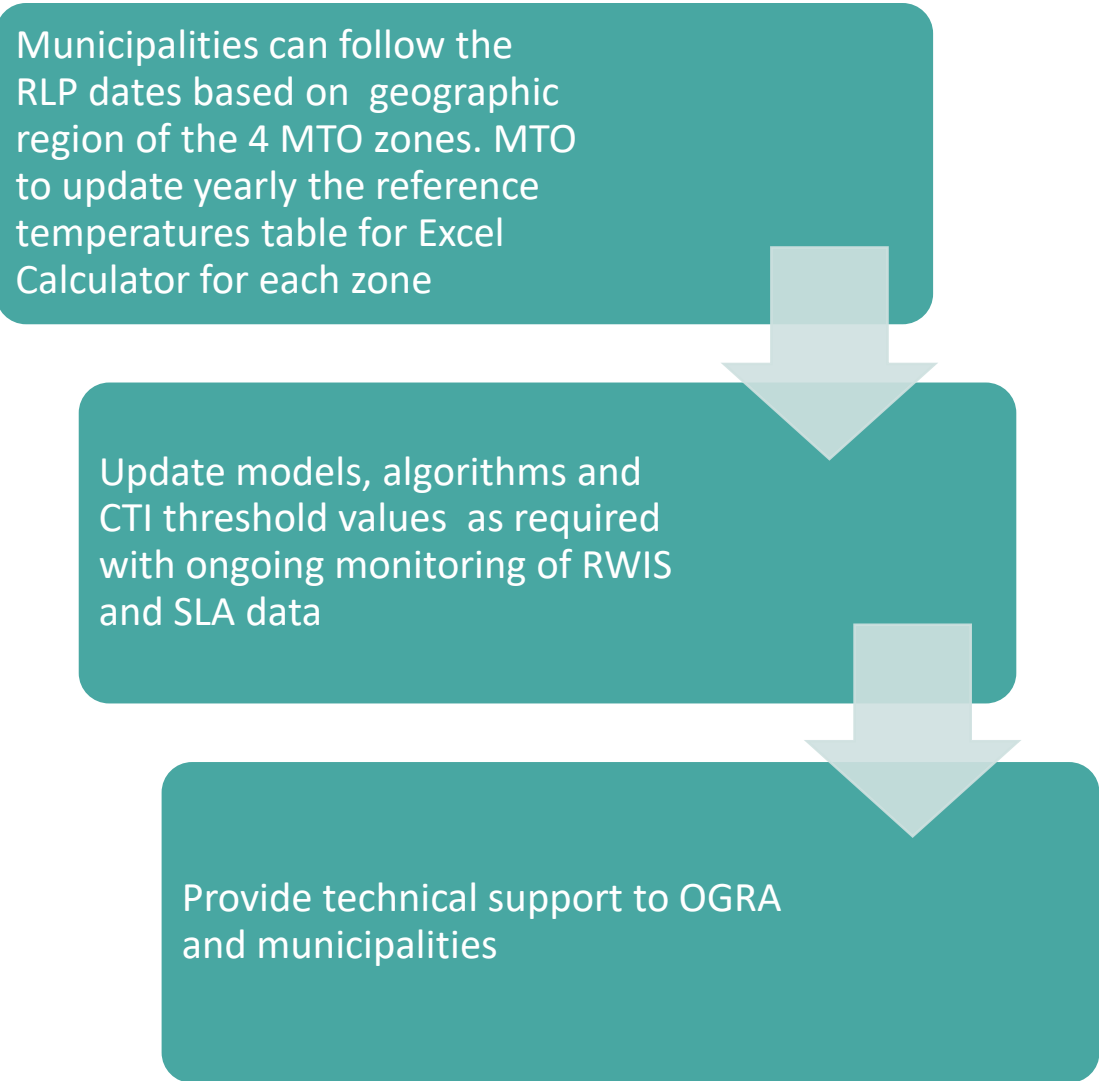 Municipalities can follow the
RLP dates based on  geographic
region of the 4 MTO zones. MTO
to update yearly the reference
temperatures table for Excel
Calculator for each zone
Update models, algorithms and
CTI threshold values  as required
with ongoing monitoring of RWIS
and SLA data
Provide technical support to OGRA
and municipalities